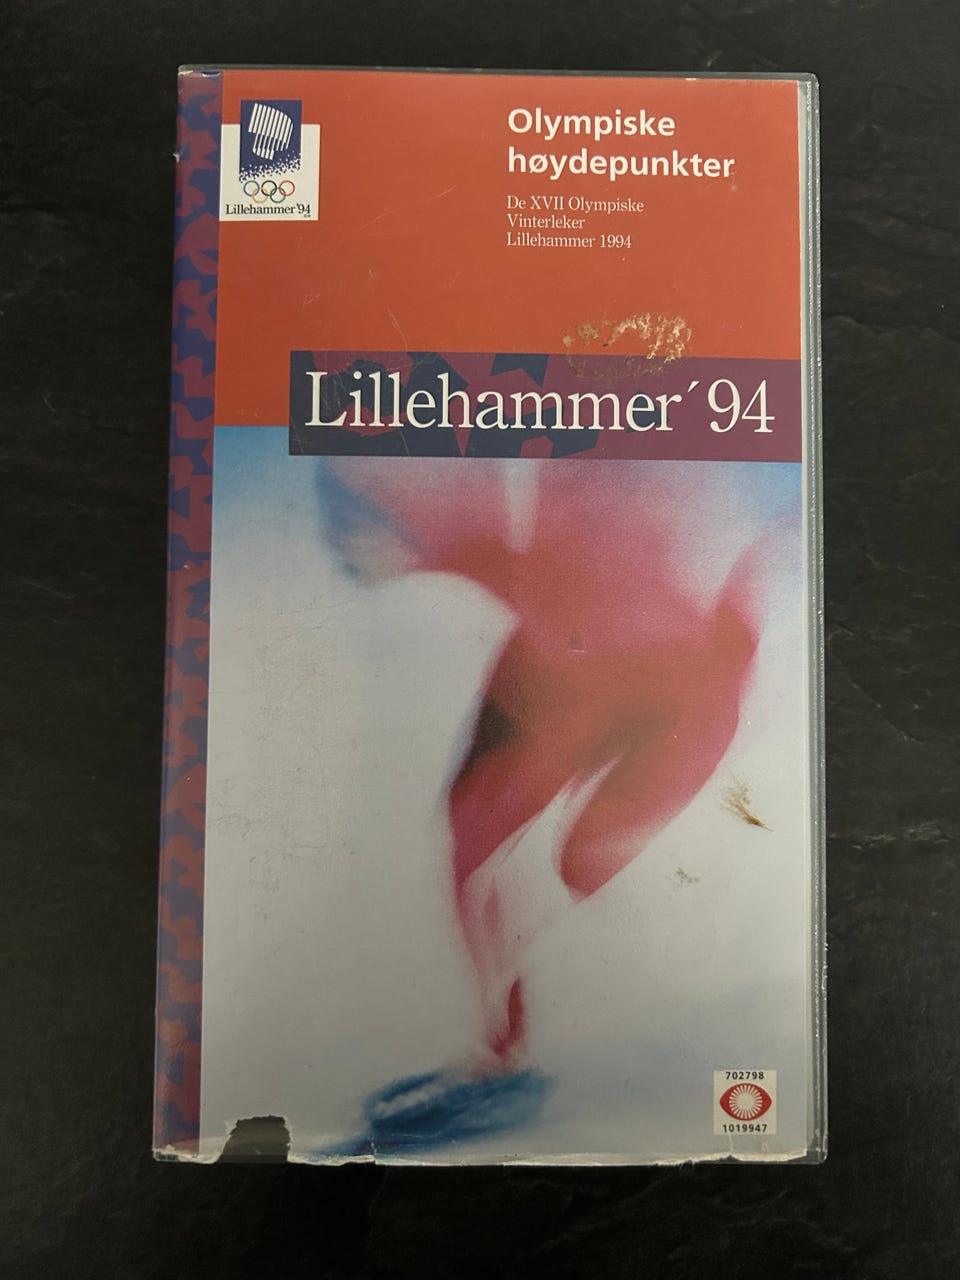 Lillehammer '94
Olympiske
høydepunkter
De XVII Olympiske
Vinterleker
Lillehammer 1994
Lillehammer´94
702798
1019947